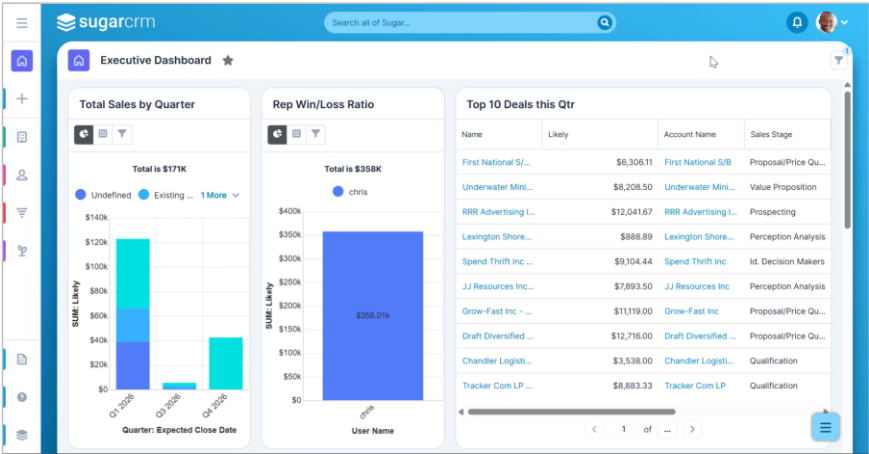 sugarcrm
Search all of Sugar...
Executive Dashboard
1
Total Sales by Quarter
Total is $171K
Undefined Existing ... 1 More
$140k
$120k
$100k
$80k
$60k
$40k
$20k
$0
SUM: Likely
Q1 2026
Q3 2026
Q4 2026
Quarter: Expected Close Date
Rep Win/Loss Ratio
Total is $358K
chris
$400k
$350k
$300k
$250k
$200k
$150k
$100k
$50k
$0
SUM: Likely
$358.01k
chris
User Name
Top 10 Deals this Qtr
Name Likely Account Name Sales Stage
First National S/... $6,306.11 First National S/B Proposal/Price Qu...
Underwater Mini... $8,208.50 Underwater Mini... Value Proposition
RRR Advertising I... $12,041.67 RRR Advertising I... Prospecting
Lexington Shore... $888.89 Lexington Shore... Perception Analysis
Spend Thrift Inc ... $9,104.44 Spend Thrift Inc Id. Decision Makers
JJ Resources Inc... $7,893.50 JJ Resources Inc Perception Analysis
Grow-Fast Inc - ... $11,119.00 Grow-Fast Inc Proposal/Price Qu...
Draft Diversified ... $12,716.00 Draft Diversified ... Proposal/Price Qu...
Chandler Logisti... $3,538.00 Chandler Logisti... Qualification
Tracker Com LP ... $8,883.33 Tracker Com LP Qualification
1 of ...